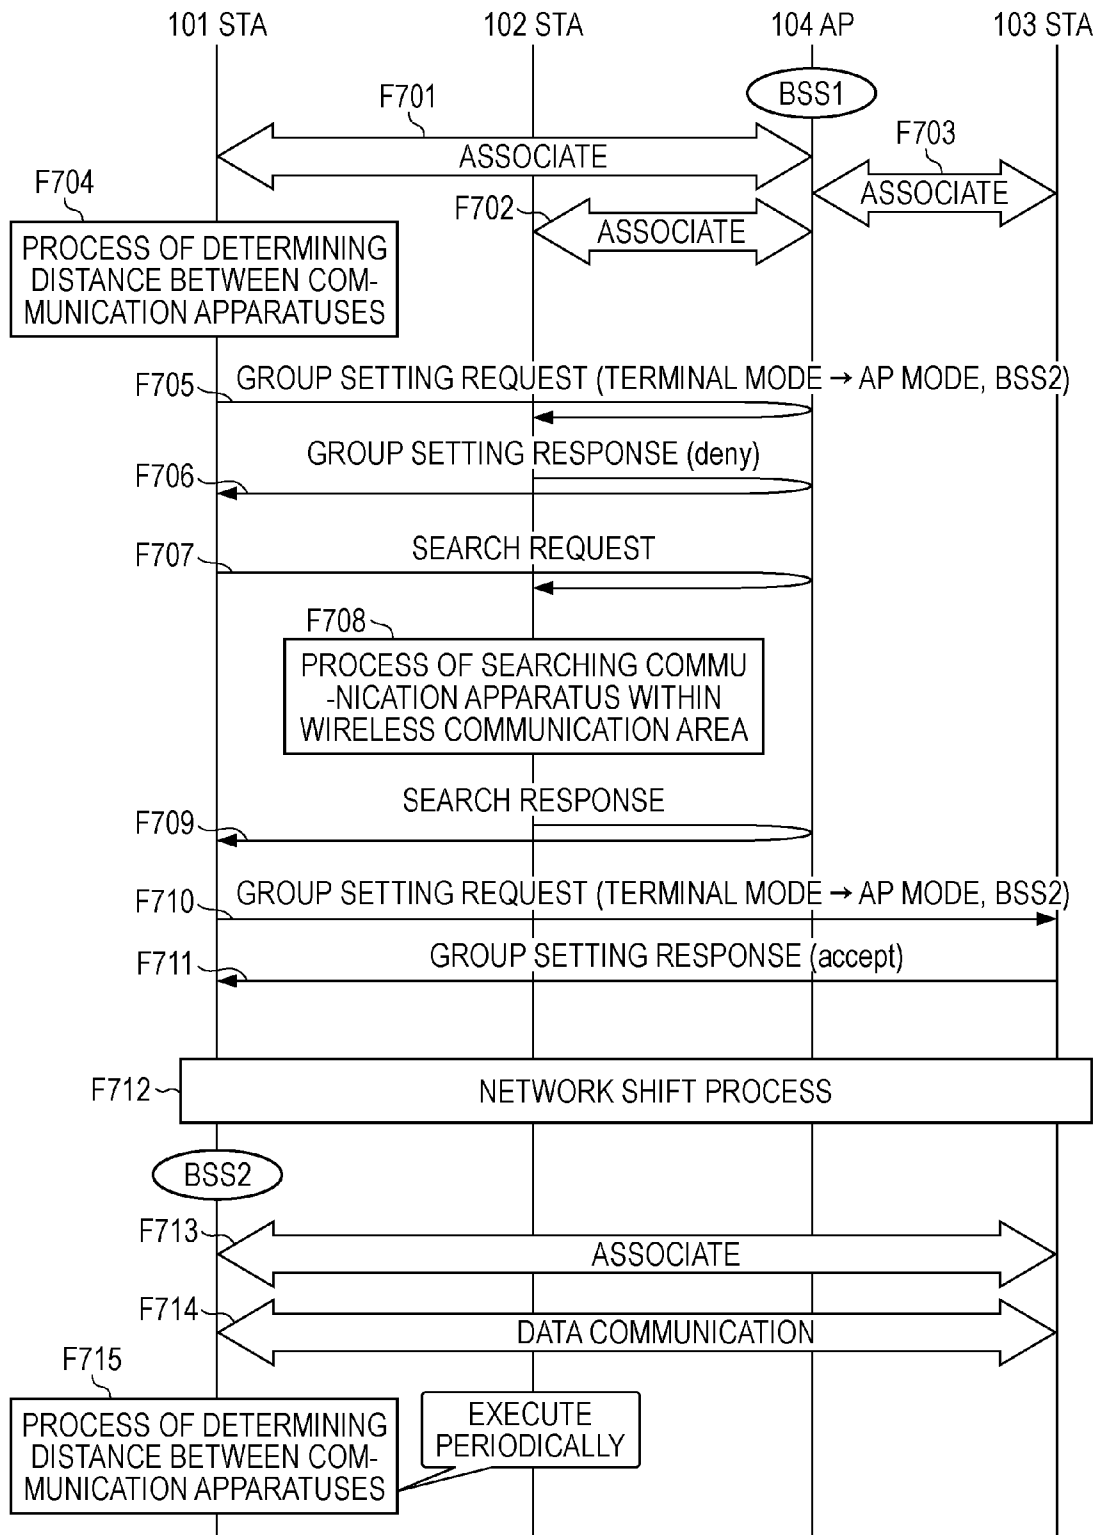 101 STA
102 STA
104 AP
103 STA
BSS1
F701
ASSOCIATE
F703
ASSOCIATE
F702
ASSOCIATE
F704
PROCESS OF DETERMINING
DISTANCE BETWEEN COM-
MUNICATION APPARATUSES
F705
GROUP SETTING REQUEST (TERMINAL MODE → AP MODE, BSS2)
GROUP SETTING RESPONSE (deny)
F706
SEARCH REQUEST
F707
F708
PROCESS OF SEARCHING COMMU
-NICATION APPARATUS WITHIN
WIRELESS COMMUNICATION AREA
SEARCH RESPONSE
F709
GROUP SETTING REQUEST (TERMINAL MODE → AP MODE, BSS2)
F710
GROUP SETTING RESPONSE (accept)
F711
F712
NETWORK SHIFT PROCESS
BSS2
F713
ASSOCIATE
F714
DATA COMMUNICATION
F715
PROCESS OF DETERMINING
DISTANCE BETWEEN COM-
MUNICATION APPARATUSES
EXECUTE
PERIODICALLY